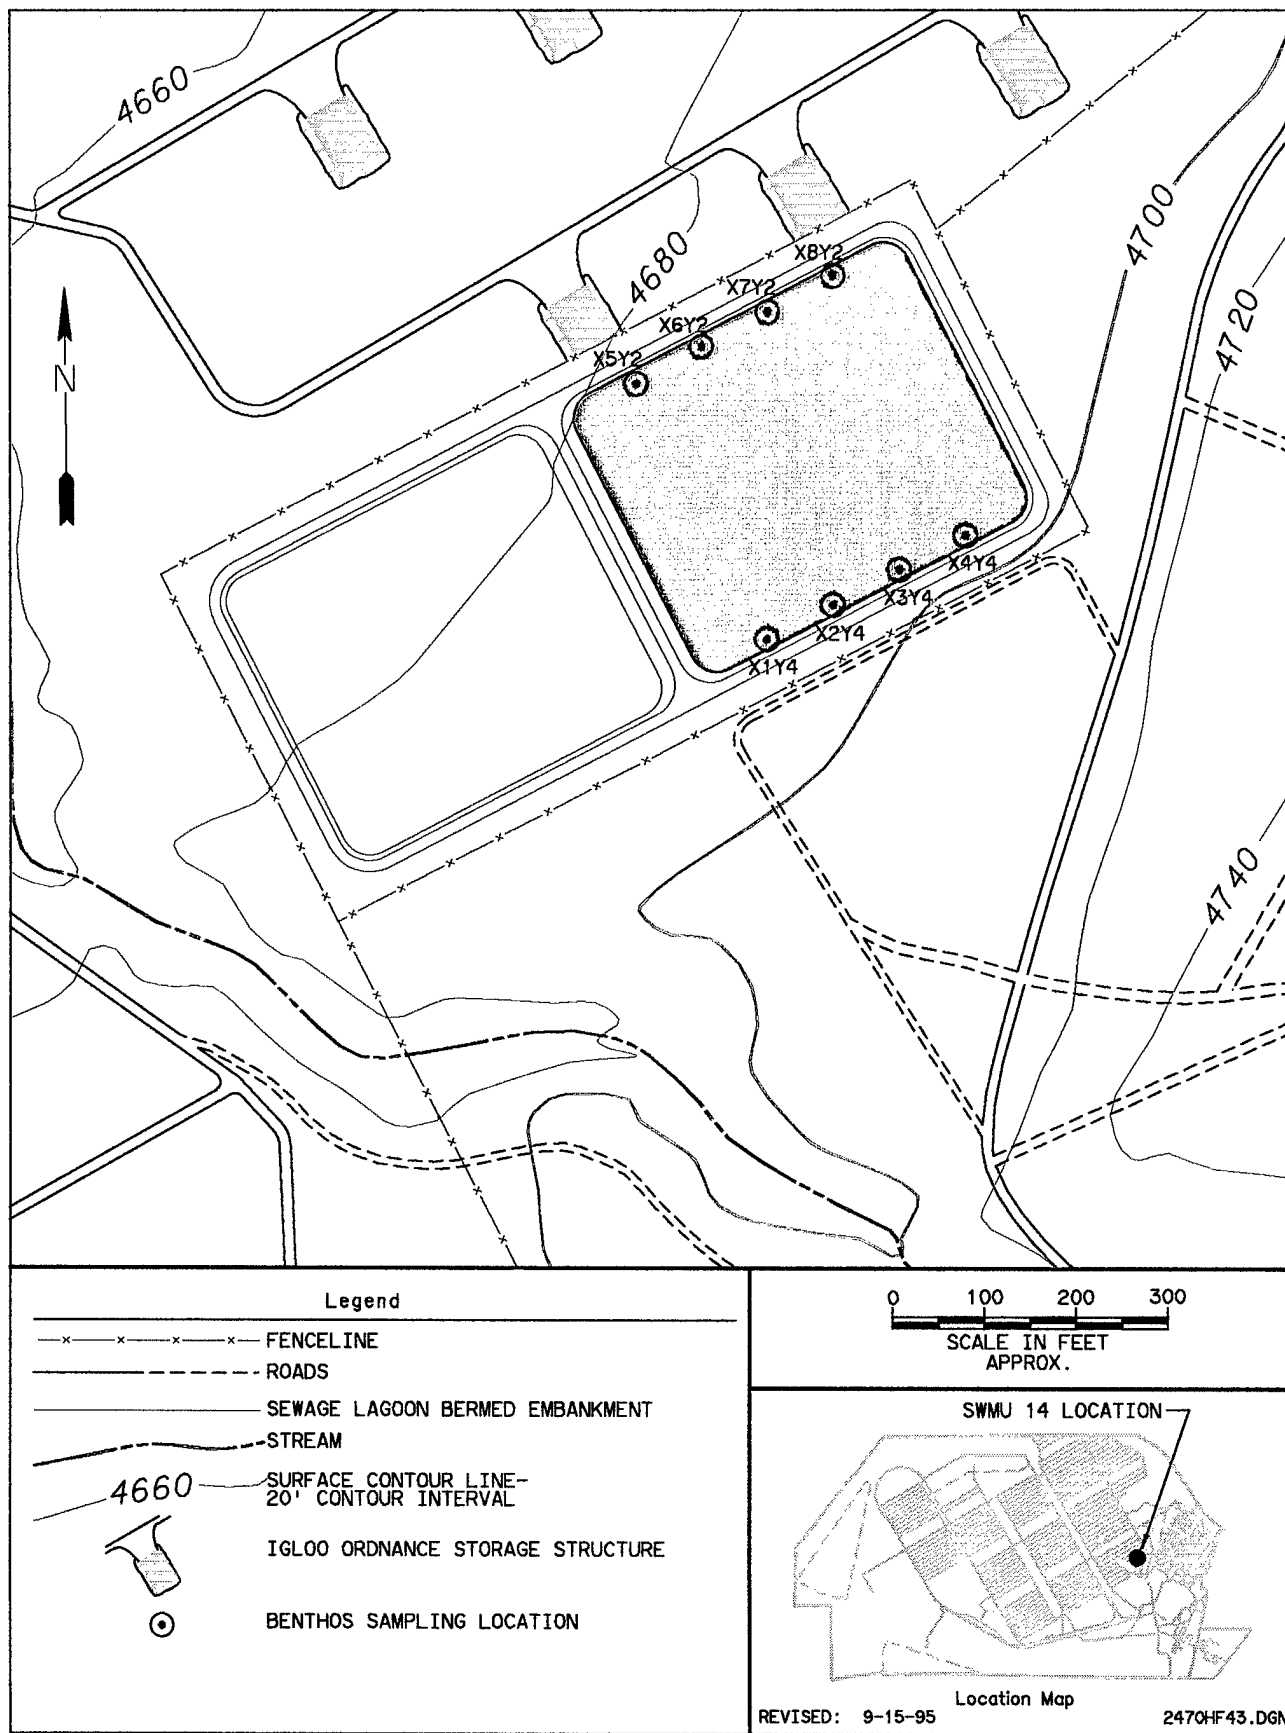 4660
4700
4680
X8Y2
X7Y2
4720
X6Y2
X5Y2
N
X4Y4
X3Y4
X2Y4
X1Y4
4740
Legend
FENCELINE
ROADS
SEWAGE LAGOON BERMED EMBANKMENT
STREAM
4660
SURFACE CONTOUR LINE-
20' CONTOUR INTERVAL
IGLOO ORDNANCE STORAGE STRUCTURE
BENTHOS SAMPLING LOCATION
0 100 200 300
SCALE IN FEET
APPROX.
SWMU 14 LOCATION
Location Map
REVISED: 9-15-95
2470HF43.DGN